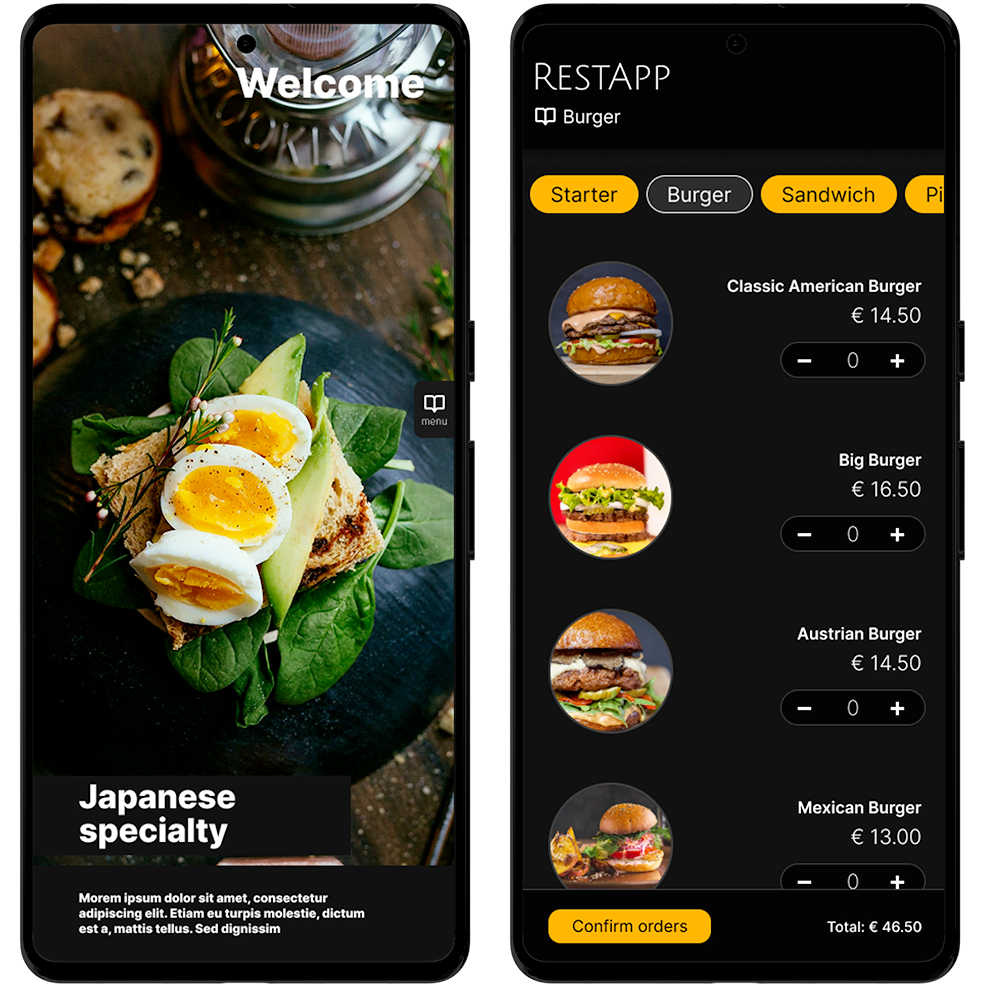 Welcome
menu
Japanese
specialty
Morem ipsum dolor sit amet, consectetur
adipiscing elit. Etiam eu turpis molestie, dictum
est a, mattis tellus. Sed dignissim
RESTAPP
Burger
Starter Burger Sandwich Pi
Classic American Burger
€ 14.50
− 0 +
Big Burger
€ 16.50
− 0 +
Austrian Burger
€ 14.50
− 0 +
Mexican Burger
€ 13.00
− 0 +
Confirm orders Total: € 46.50